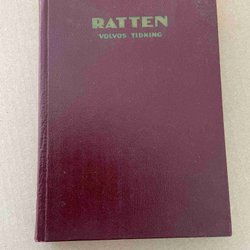 RATTEN
VOLVOS TIDNING